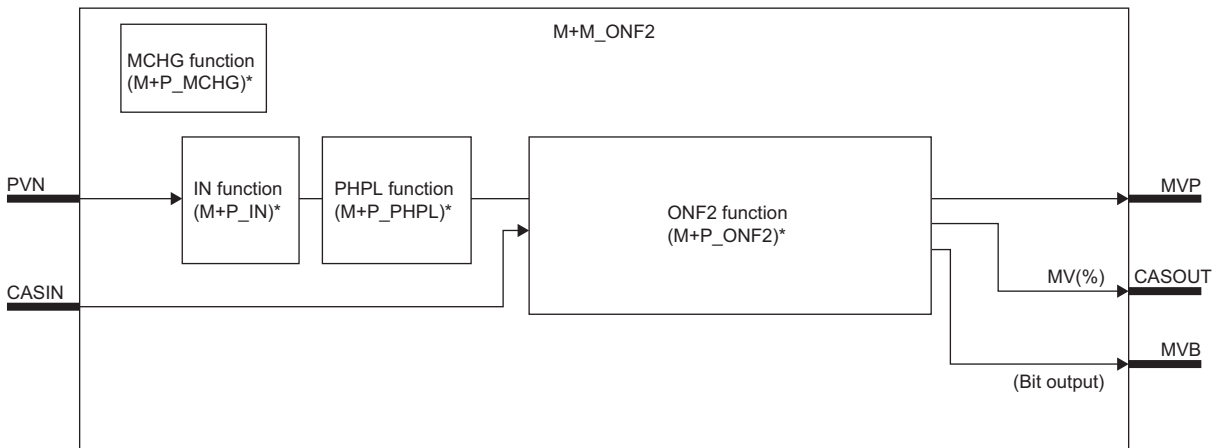 M+M_ONF2
MCHG function
(M+P_MCHG)*
PVN
IN function
(M+P_IN)*
PHPL function
(M+P_PHPL)*
ONF2 function
(M+P_ONF2)*
MVP
CASIN
MV(%)
CASOUT
MVB
(Bit output)